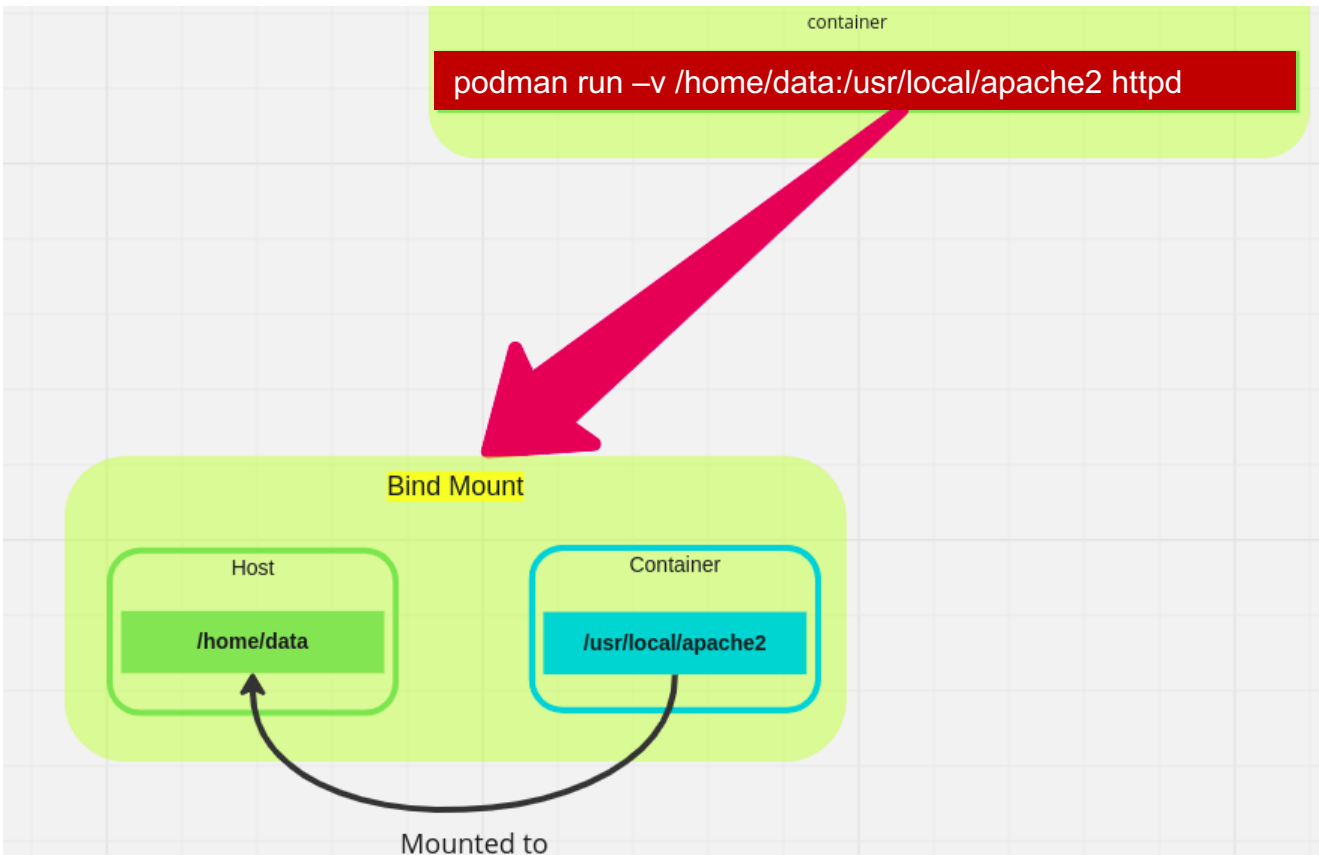 container
podman run –v /home/data:/usr/local/apache2 httpd
Bind Mount
Host
Container
/home/data
/usr/local/apache2
Mounted to